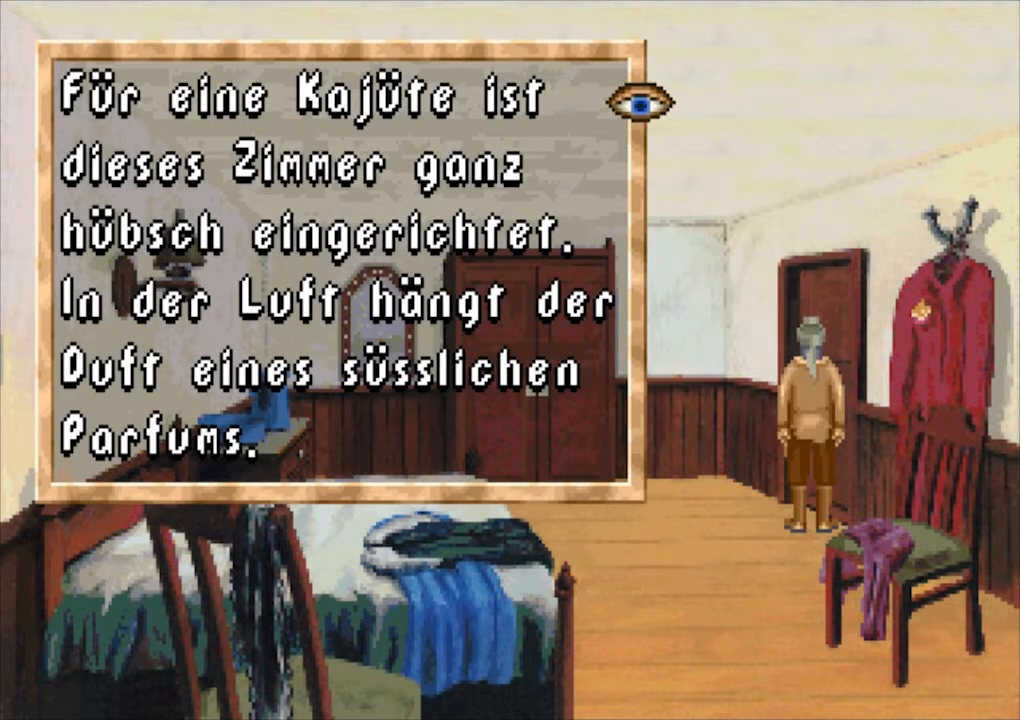 Für eine Kajüte ist
dieses Zimmer ganz
hübsch eingerichtet.
In der Luft hängt der
Duft eines süsslichen
Parfums.